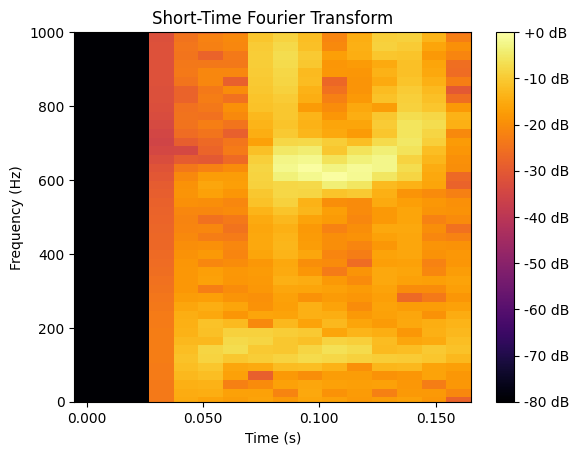 Short-Time Fourier Transform
1000
800
600
400
200
0
Frequency (Hz)
0.000
0.050
0.100
0.150
Time (s)
+0 dB
-10 dB
-20 dB
-30 dB
-40 dB
-50 dB
-60 dB
-70 dB
-80 dB